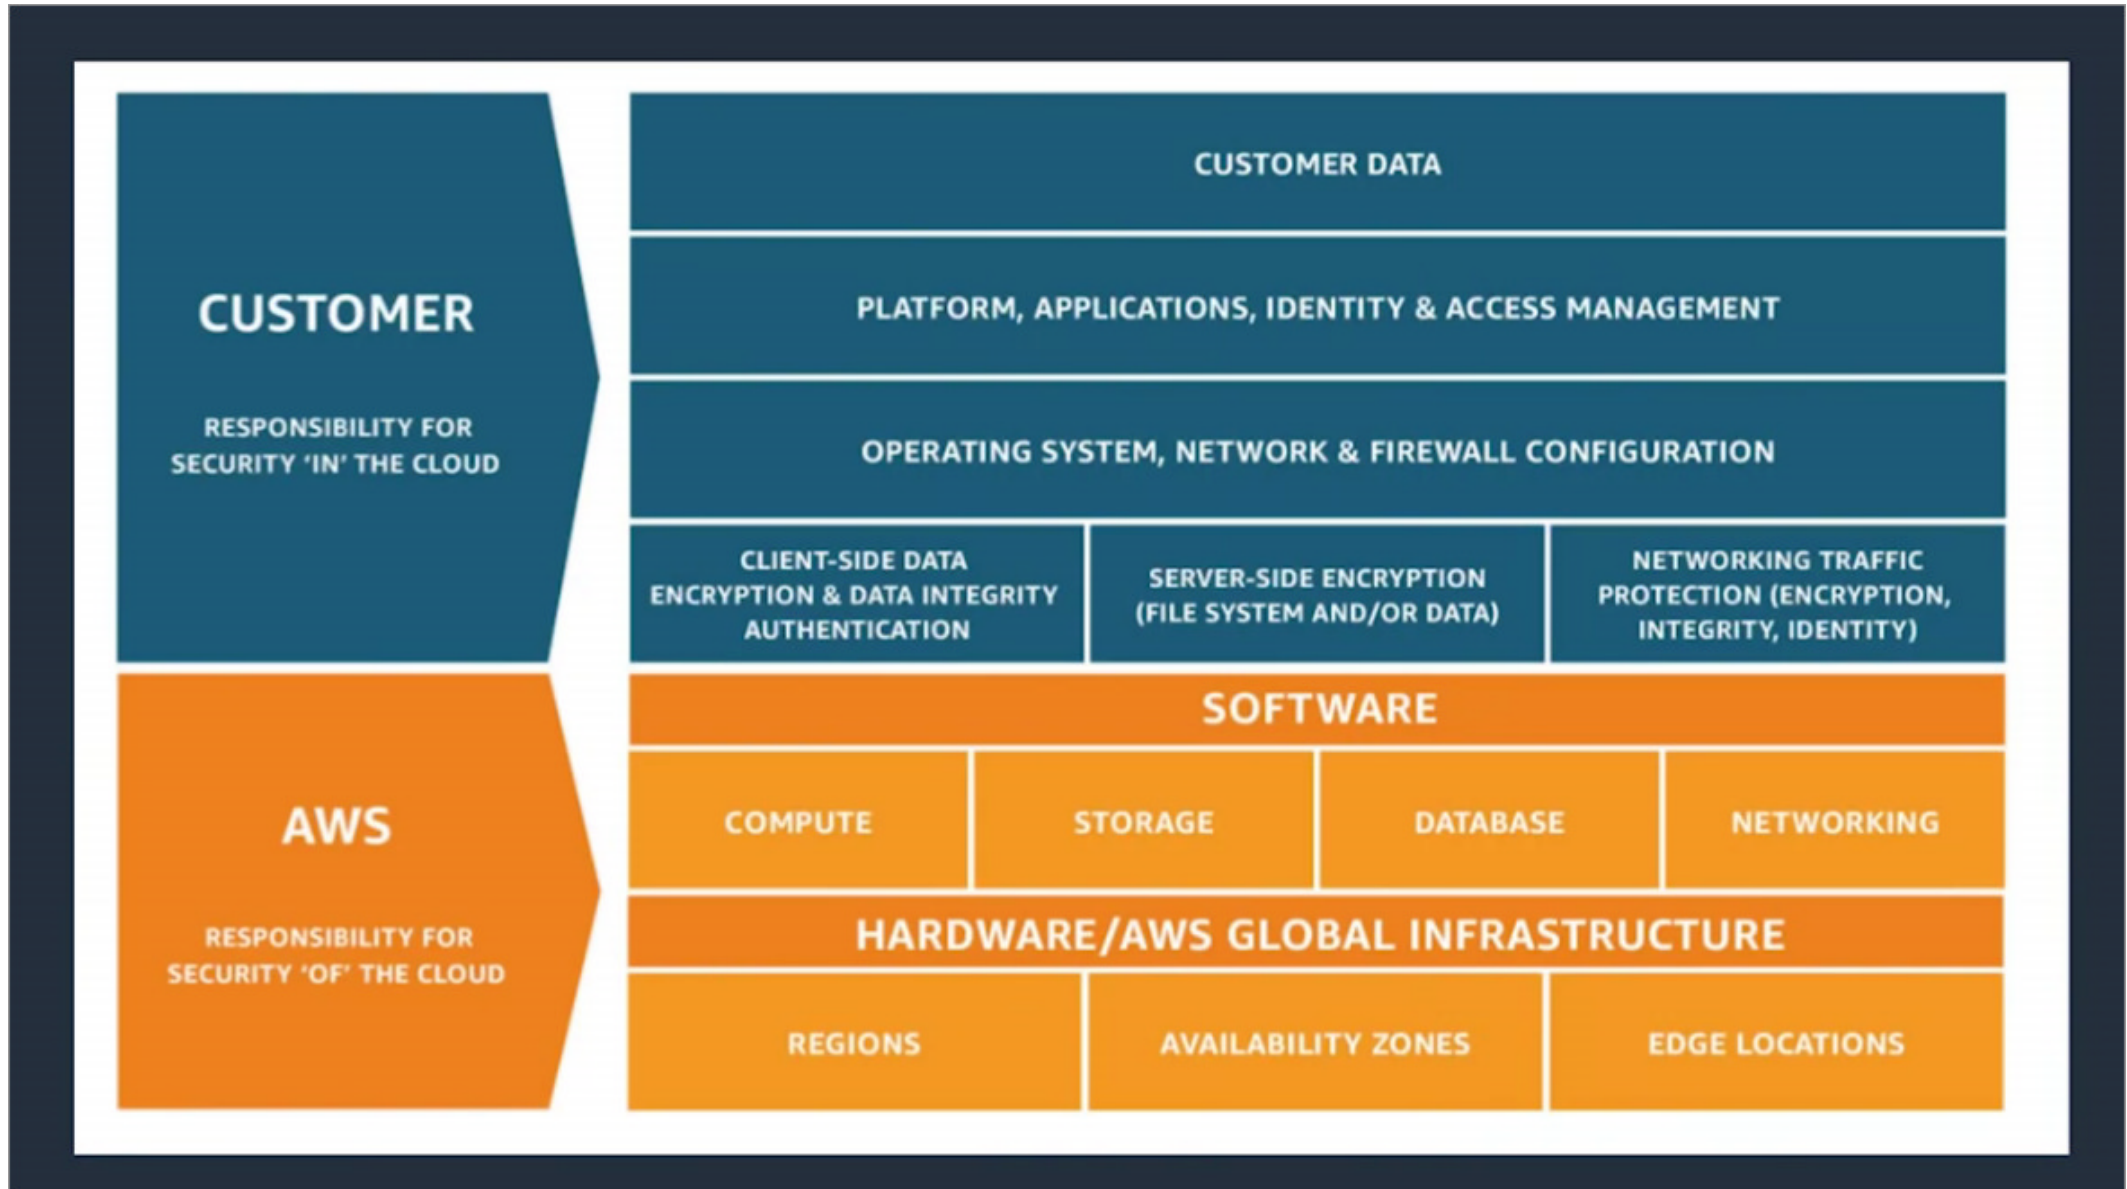 CUSTOMER
RESPONSIBILITY FOR
SECURITY ‘IN’ THE CLOUD
CUSTOMER DATA
PLATFORM, APPLICATIONS, IDENTITY & ACCESS MANAGEMENT
OPERATING SYSTEM, NETWORK & FIREWALL CONFIGURATION
CLIENT-SIDE DATA
ENCRYPTION & DATA INTEGRITY
AUTHENTICATION
SERVER-SIDE ENCRYPTION
(FILE SYSTEM AND/OR DATA)
NETWORKING TRAFFIC
PROTECTION (ENCRYPTION,
INTEGRITY, IDENTITY)
AWS
RESPONSIBILITY FOR
SECURITY ‘OF’ THE CLOUD
SOFTWARE
COMPUTE
STORAGE
DATABASE
NETWORKING
HARDWARE/AWS GLOBAL INFRASTRUCTURE
REGIONS
AVAILABILITY ZONES
EDGE LOCATIONS